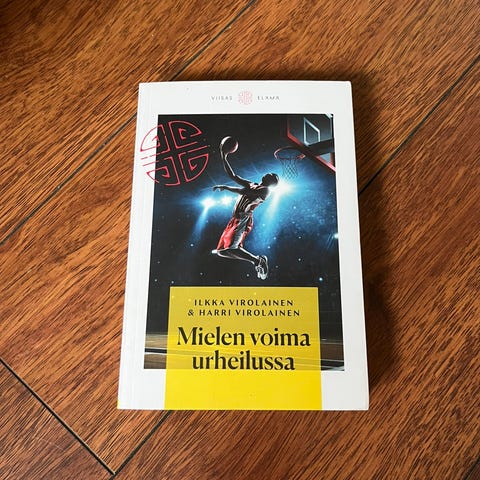 VIISAS ELÄMÄ
ILKKA VIROLAINEN
& HARRI VIROLAINEN
Mielen voima
urheilussa